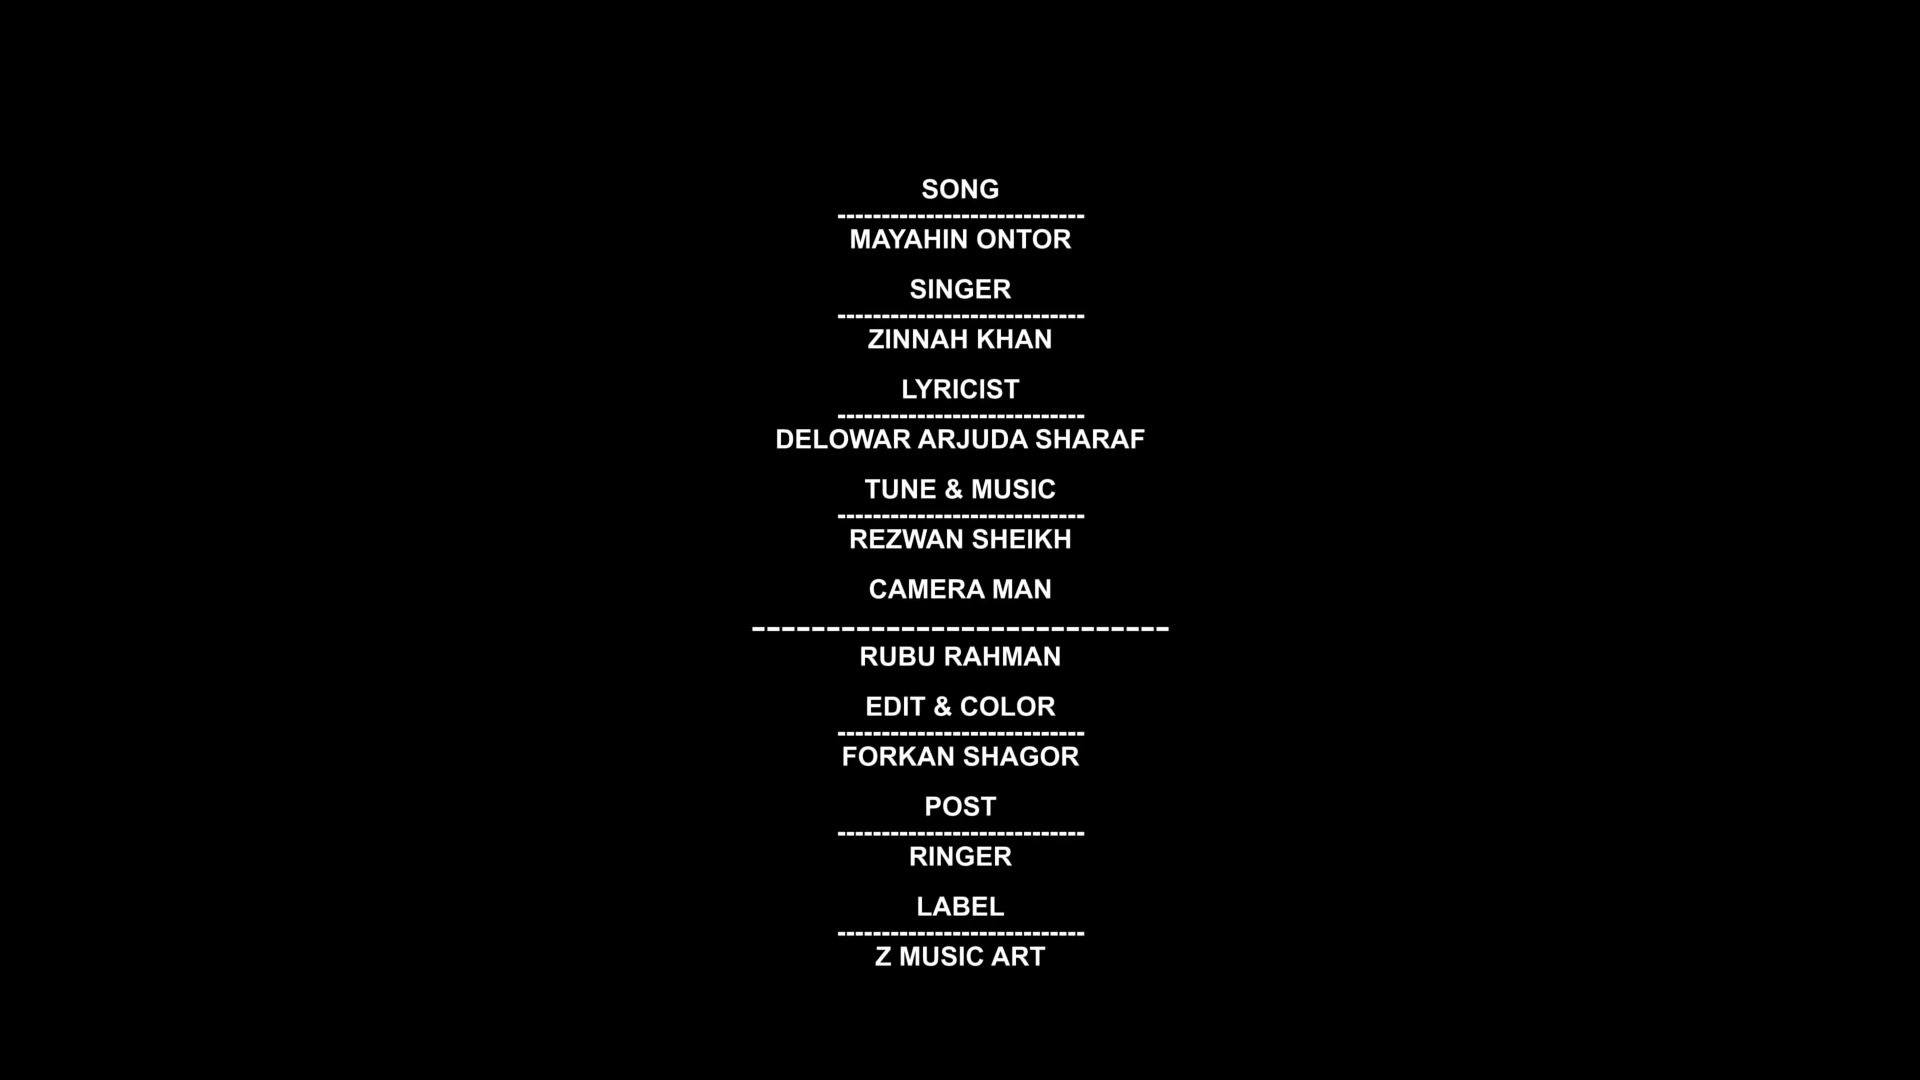 SONG
---------------------------
MAYAHIN ONTOR
SINGER
---------------------------
ZINNAH KHAN
LYRICIST
---------------------------
DELOWAR ARJUDA SHARAF
TUNE & MUSIC
---------------------------
REZWAN SHEIKH
CAMERA MAN
---------------------------
RUBU RAHMAN
EDIT & COLOR
---------------------------
FORKAN SHAGOR
POST
---------------------------
RINGER
LABEL
---------------------------
Z MUSIC ART